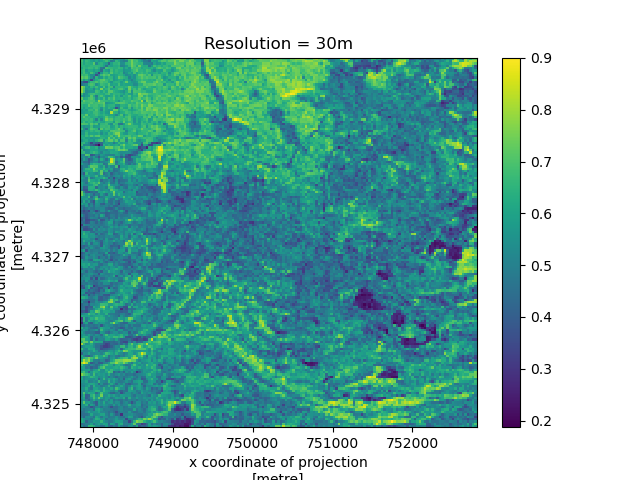 Resolution = 30m
1e6
4.329
4.328
4.327
4.326
4.325
coordinate of projection
[metre]
748000 749000 750000 751000 752000
x coordinate of projection
[metre]
0.9
0.8
0.7
0.6
0.5
0.4
0.3
0.2